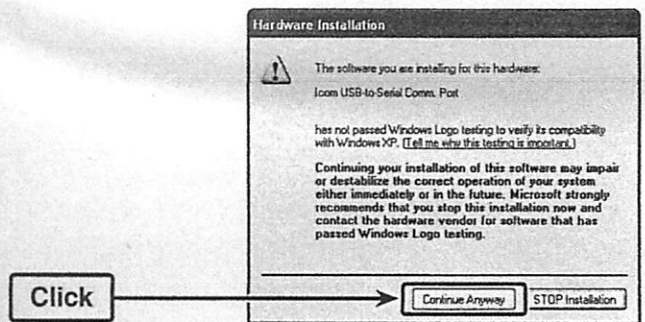 Hardware Installation
The software you are installing for this hardware:
Icom USB-to-Serial Comm. Port
has not passed Windows Logo testing to verify its compatibility
with Windows XP. (Tell me why this testing is important.)
Continuing your installation of this software may impair
or destabilize the correct operation of your system
either immediately or in the future. Microsoft strongly
recommends that you stop this installation now and
contact the hardware vendor for software that has
passed Windows Logo testing.
Click
Continue Anyway
STOP Installation